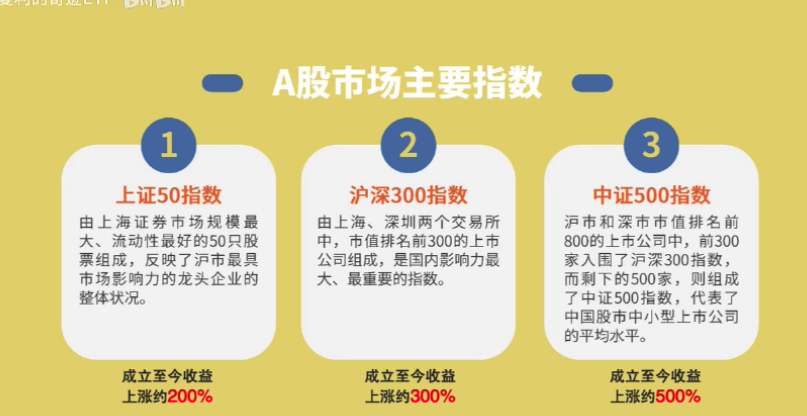 A股市场主要指数
1
上证50指数
由上海证券市场规模最
大、流动性最好的50只股
票组成，反映了沪市最具
市场影响力的龙头企业的
整体状况。
成立至今收益
上涨约200%
2
沪深300指数
由上海、深圳两个交易所
中，市值排名前300的上市
公司组成，是国内影响力最
大、最重要的指数。
成立至今收益
上涨约300%
3
中证500指数
沪市和深市市值排名前
800的上市公司中，前300
家入围了沪深300指数，
而剩下的500家，则组成
了中证500指数，代表了
中国股市中小型上市公司
的平均水平。
成立至今收益
上涨约500%